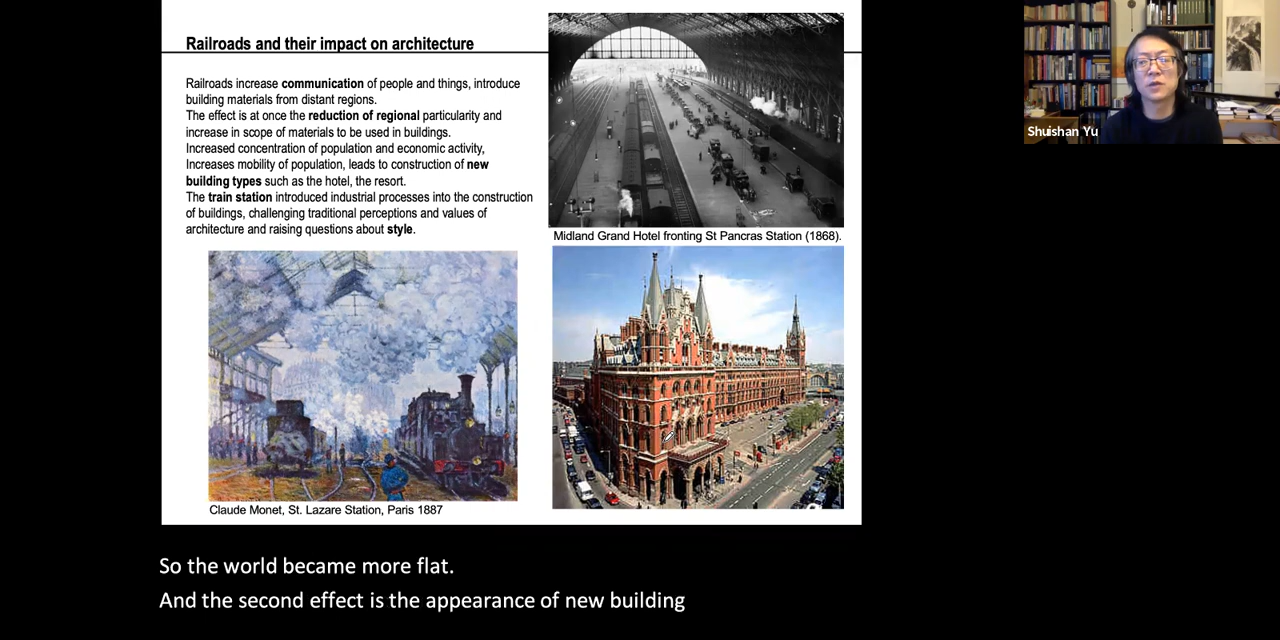 Railroads and their impact on architecture
Railroads increase communication of people and things, introduce
building materials from distant regions.
The effect is at once the reduction of regional particularity and
increase in scope of materials to be used in buildings.
Increased concentration of population and economic activity,
Increases mobility of population, leads to construction of new
building types such as the hotel, the resort.
The train station introduced industrial processes into the construction
of buildings, challenging traditional perceptions and values of
architecture and raising questions about style.
Midland Grand Hotel fronting St Pancras Station (1868).
Claude Monet, St. Lazare Station, Paris 1887
Shuishan Yu
So the world became more flat.
And the second effect is the appearance of new building